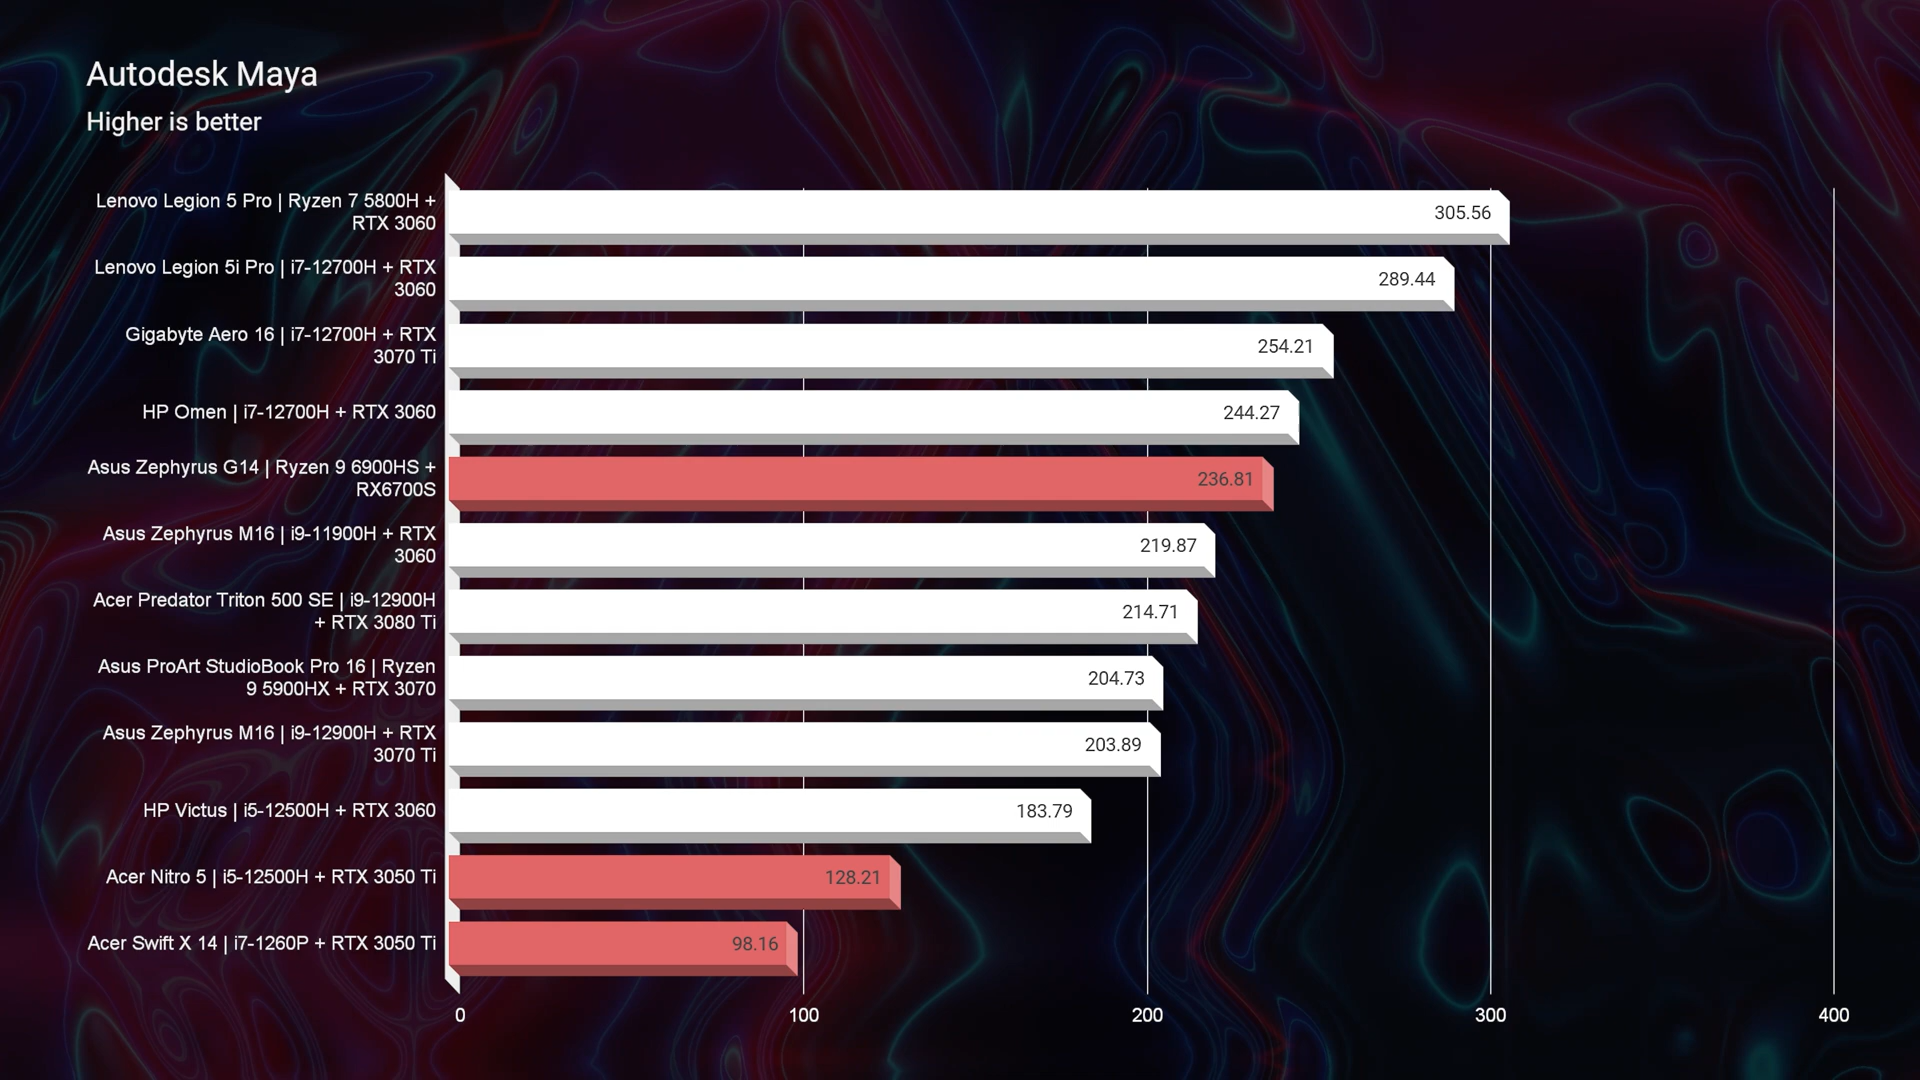 Autodesk Maya
Higher is better
Lenovo Legion 5 Pro | Ryzen 7 5800H +
RTX 3060
305.56
Lenovo Legion 5i Pro | i7-12700H + RTX
3060
289.44
Gigabyte Aero 16 | i7-12700H + RTX
3070 Ti
254.21
HP Omen | i7-12700H + RTX 3060
244.27
Asus Zephyrus G14 | Ryzen 9 6900HS +
RX6700S
236.81
Asus Zephyrus M16 | i9-11900H + RTX
3060
219.87
Acer Predator Triton 500 SE | i9-12900H
+ RTX 3080 Ti
214.71
Asus ProArt StudioBook Pro 16 | Ryzen
9 5900HX + RTX 3070
204.73
Asus Zephyrus M16 | i9-12900H + RTX
3070 Ti
203.89
HP Victus | i5-12500H + RTX 3060
183.79
Acer Nitro 5 | i5-12500H + RTX 3050 Ti
128.21
Acer Swift X 14 | i7-1260P + RTX 3050 Ti
98.16
0 100 200 300 400